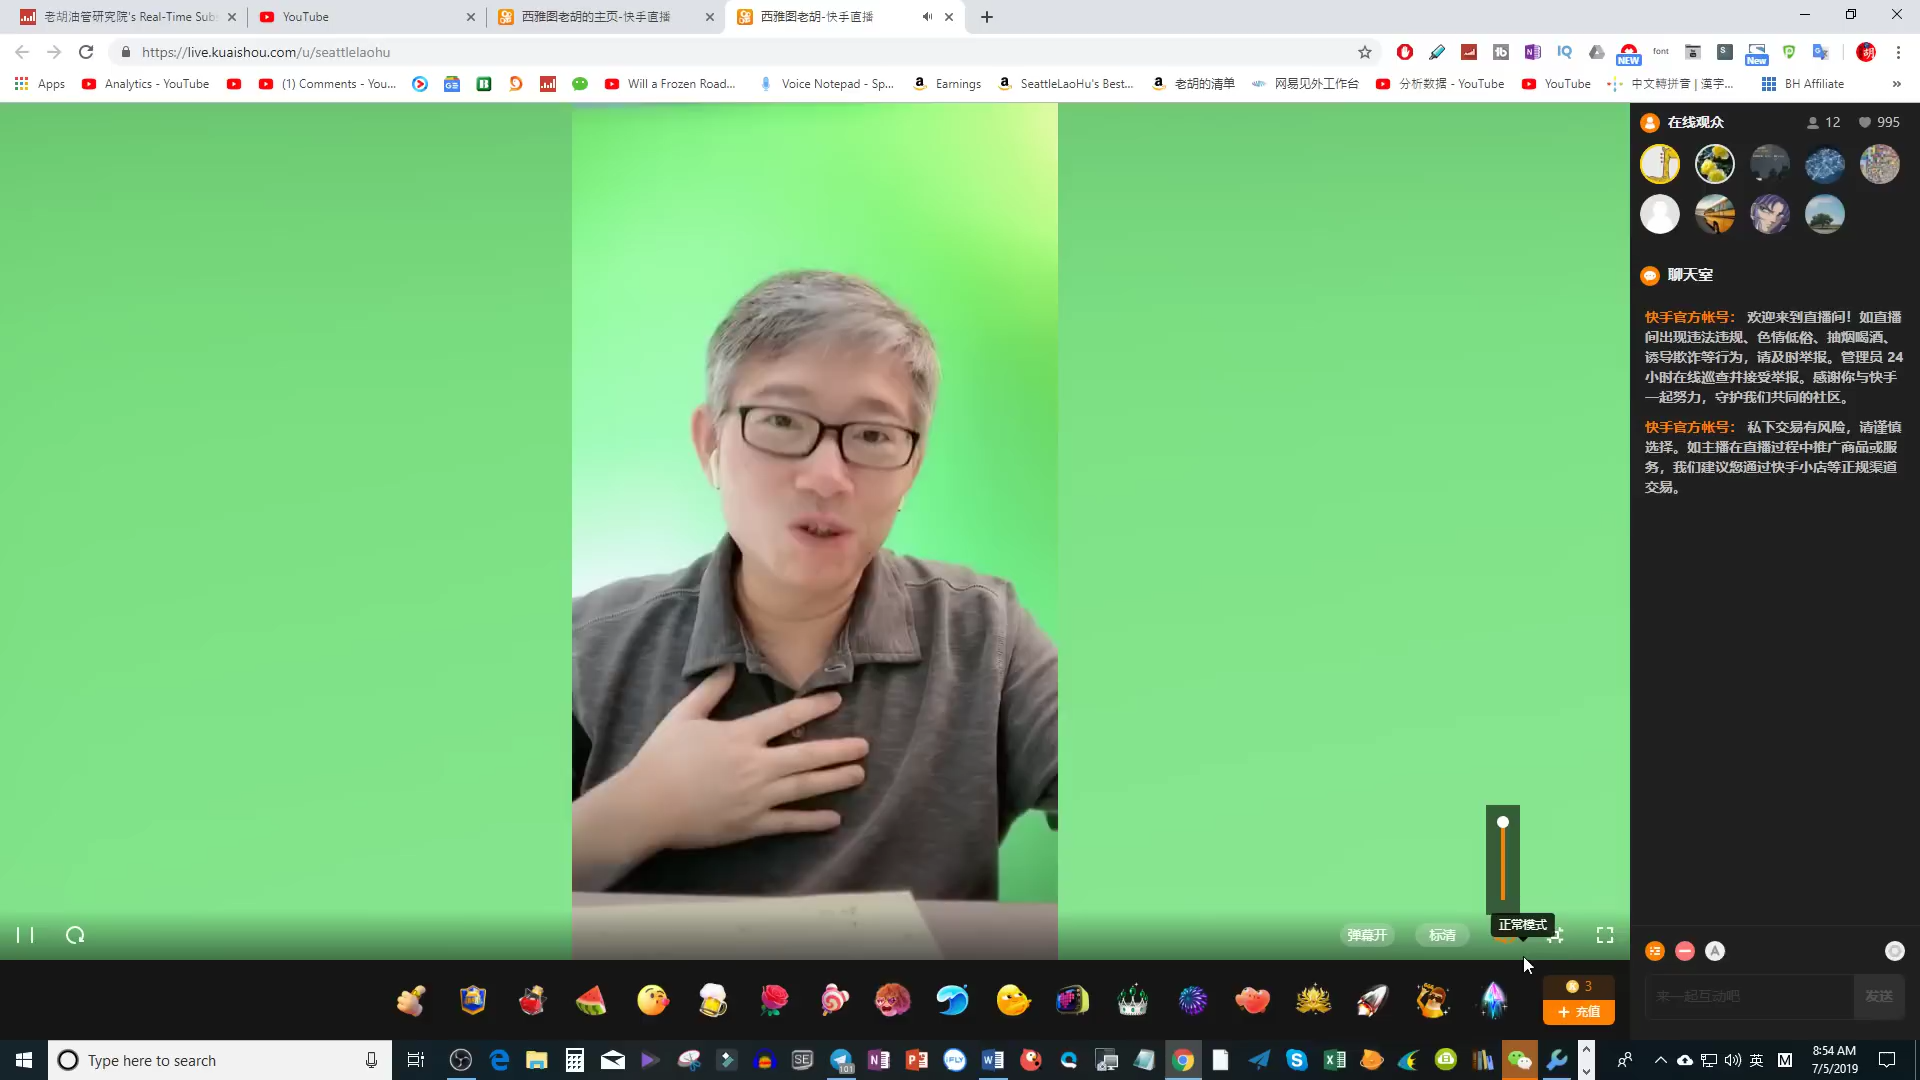 老胡油管研究院's Real-Time Subs
YouTube
西雅图老胡的主页-快手直播
西雅图老胡-快手直播
https://live.kuaishou.com/u/seattlelaohu
font
NEW
New
Apps
Analytics - YouTube
(1) Comments - You...
Will a Frozen Road...
Voice Notepad - Sp...
Earnings
SeattleLaoHu's Best...
老胡的清单
网易见外工作台
分析数据 - YouTube
YouTube
中文轉拼音 | 漢字...
BH Affiliate
在线观众
12
995
聊天室
快手官方帐号： 欢迎来到直播间！如直播
间出现违法违规、色情低俗、抽烟喝酒、
诱导欺诈等行为，请及时举报。管理员 24
小时在线巡查并接受举报。感谢你与快手
一起努力，守护我们共同的社区。
快手官方帐号： 私下交易有风险，请谨慎
选择。如主播在直播过程中推广商品或服
务，我们建议您通过快手小店等正规渠道
交易。
正常模式
弹幕开
标清
3
充值
来一起互动吧
发送
Type here to search
101
英
8:54 AM
7/5/2019